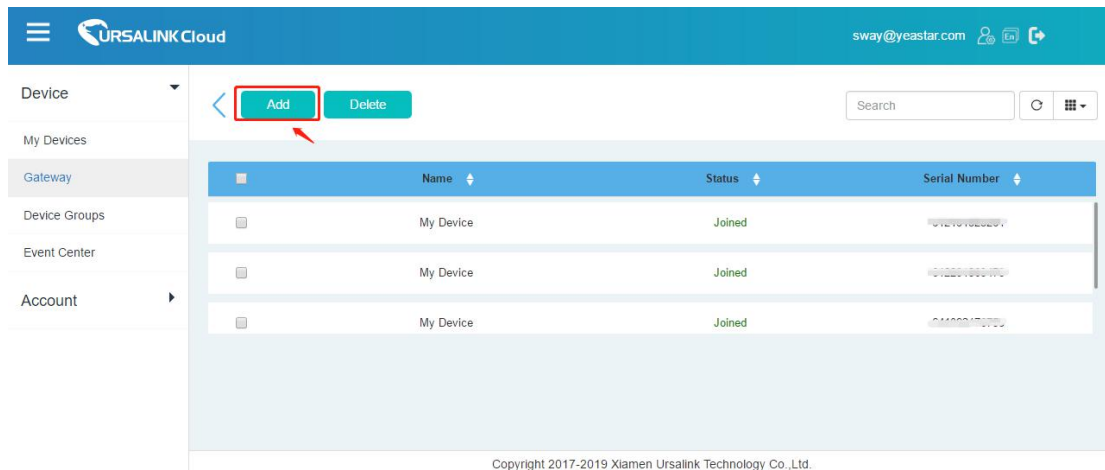 URSALINK Cloud
sway@yeastar.com En
Device
Add Delete
Search
My Devices
Gateway
Name Status Serial Number
Device Groups
My Device Joined
Event Center
My Device Joined
Account
My Device Joined
Copyright 2017-2019 Xiamen Ursalink Technology Co.,Ltd.